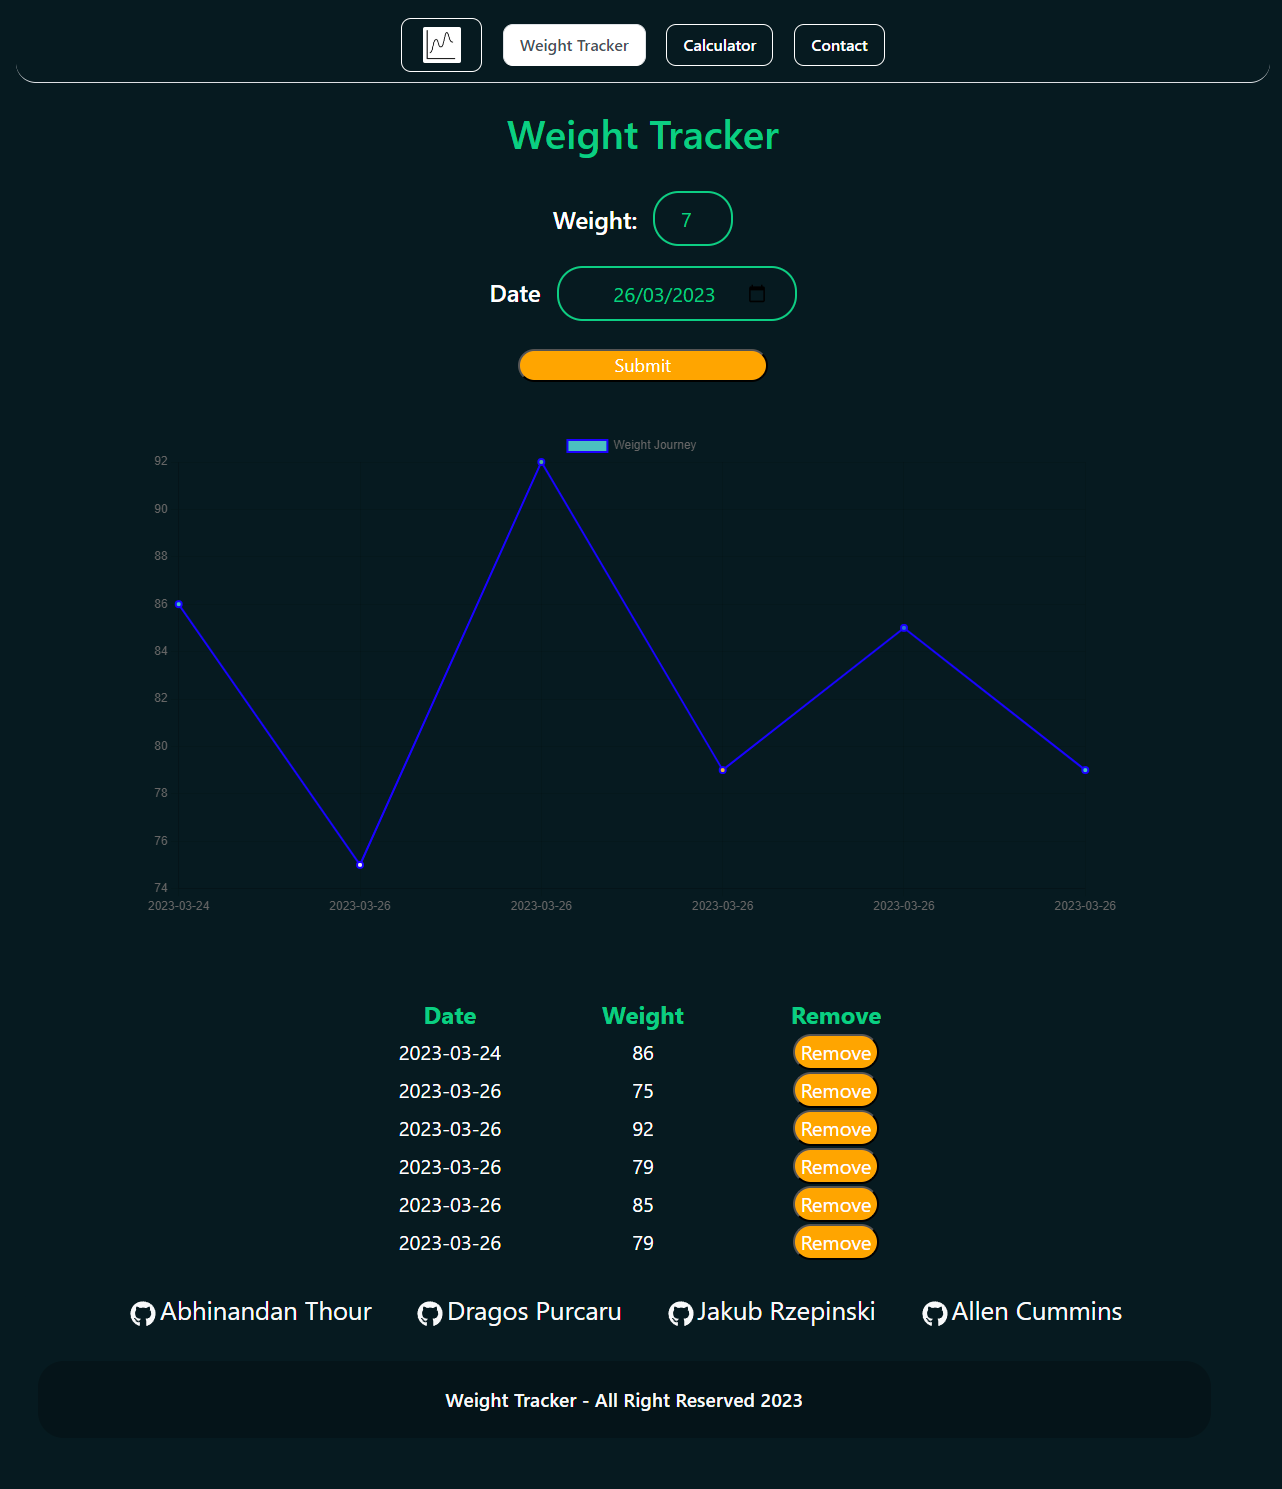 Weight Tracker Calculator Contact
Weight Tracker
Weight: 7
Date 26/03/2023
Submit
Weight Journey
92
90
88
86
84
82
80
78
76
74
2023-03-24 2023-03-26 2023-03-26 2023-03-26 2023-03-26 2023-03-26
Date Weight Remove
2023-03-24 86 Remove
2023-03-26 75 Remove
2023-03-26 92 Remove
2023-03-26 79 Remove
2023-03-26 85 Remove
2023-03-26 79 Remove
Abhinandan Thour Dragos Purcaru Jakub Rzepinski Allen Cummins
Weight Tracker - All Right Reserved 2023